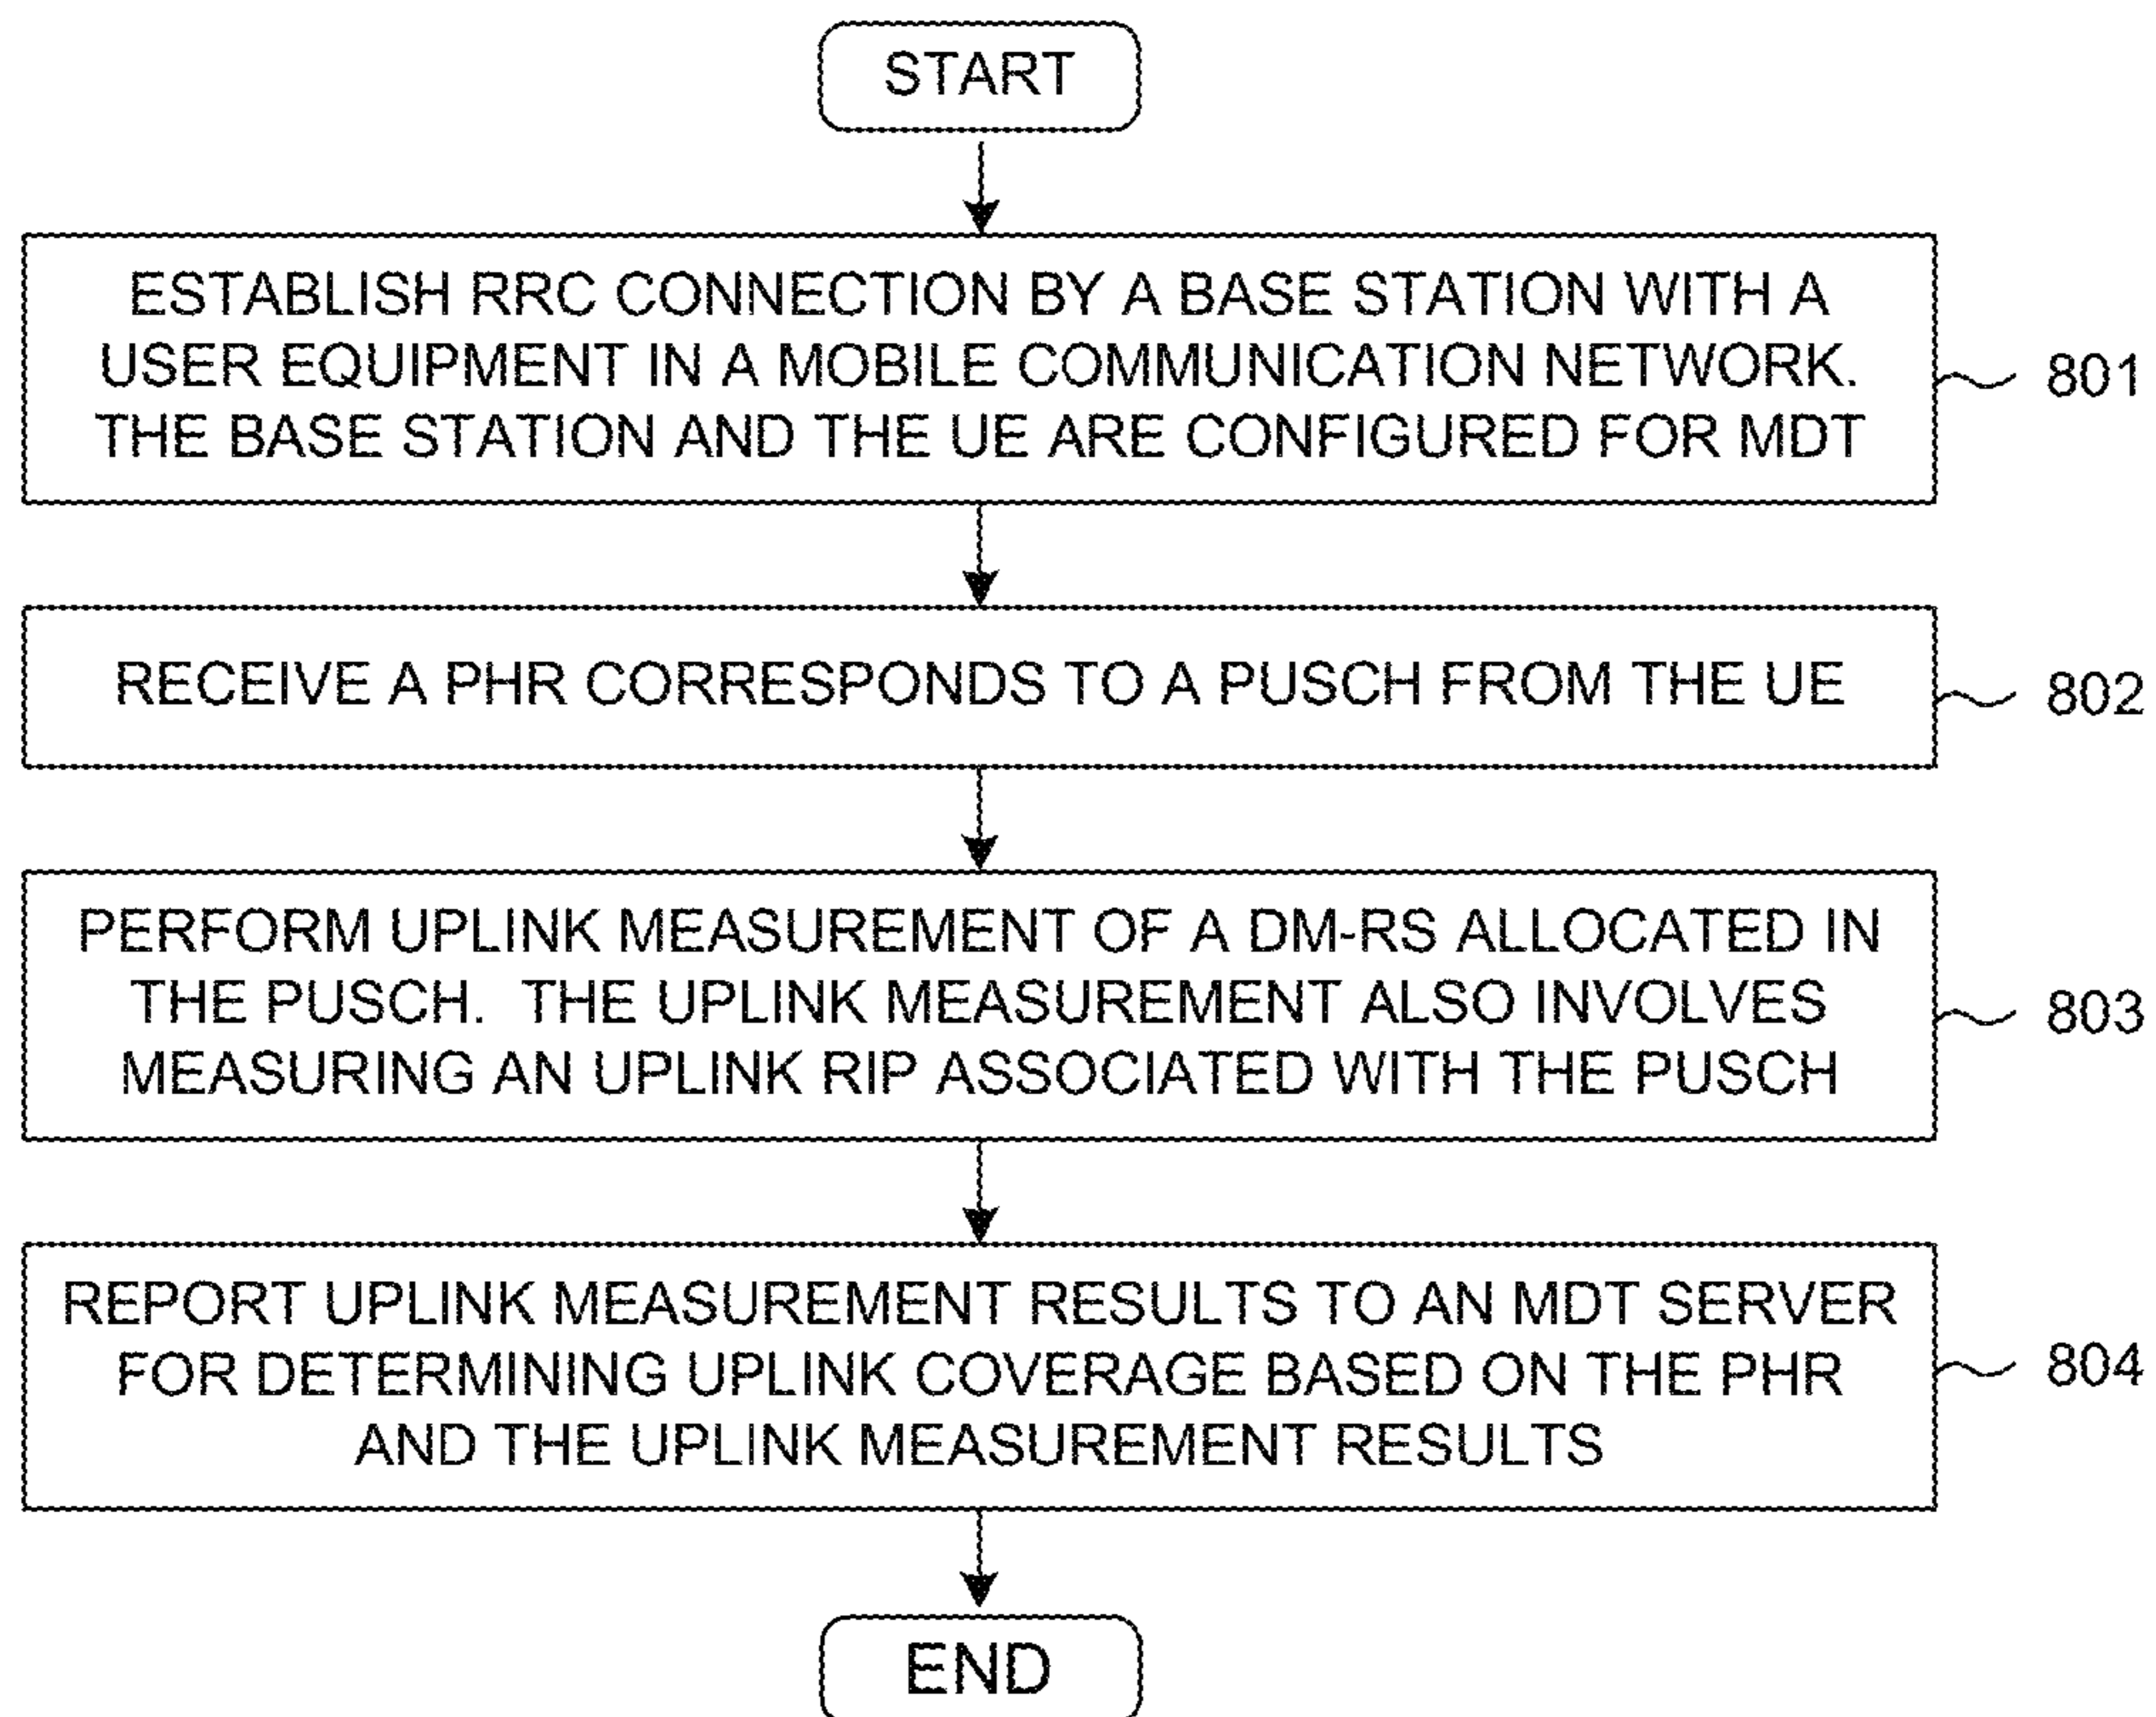 START
ESTABLISH RRC CONNECTION BY A BASE STATION WITH A
USER EQUIPMENT IN A MOBILE COMMUNICATION NETWORK.
THE BASE STATION AND THE UE ARE CONFIGURED FOR MDT
801
RECEIVE A PHR CORRESPONDS TO A PUSCH FROM THE UE
802
PERFORM UPLINK MEASUREMENT OF A DM-RS ALLOCATED IN
THE PUSCH. THE UPLINK MEASUREMENT ALSO INVOLVES
MEASURING AN UPLINK RIP ASSOCIATED WITH THE PUSCH
803
REPORT UPLINK MEASUREMENT RESULTS TO AN MDT SERVER
FOR DETERMINING UPLINK COVERAGE BASED ON THE PHR
AND THE UPLINK MEASUREMENT RESULTS
804
END